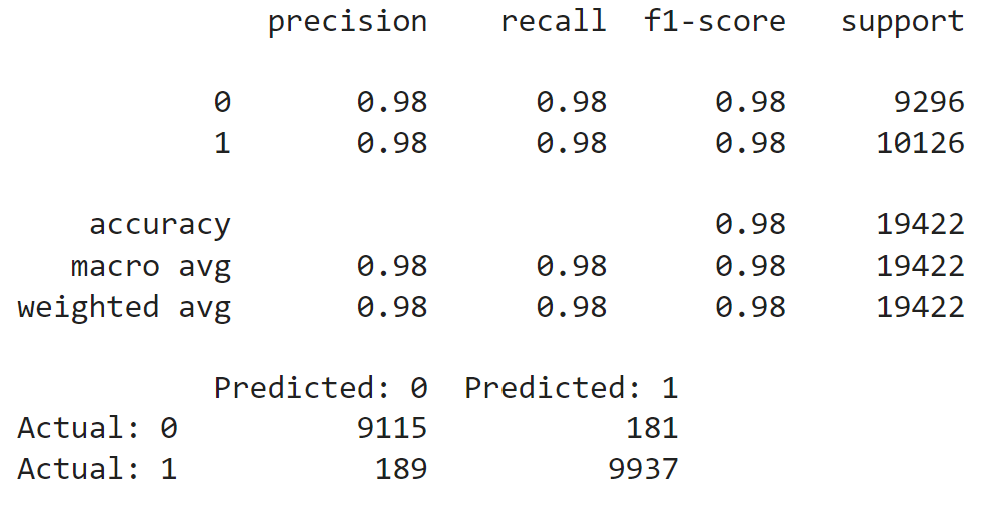 precision recall f1-score support
0 0.98 0.98 0.98 9296
1 0.98 0.98 0.98 10126
accuracy 0.98 19422
macro avg 0.98 0.98 0.98 19422
weighted avg 0.98 0.98 0.98 19422
Predicted: 0 Predicted: 1
Actual: 0 9115 181
Actual: 1 189 9937